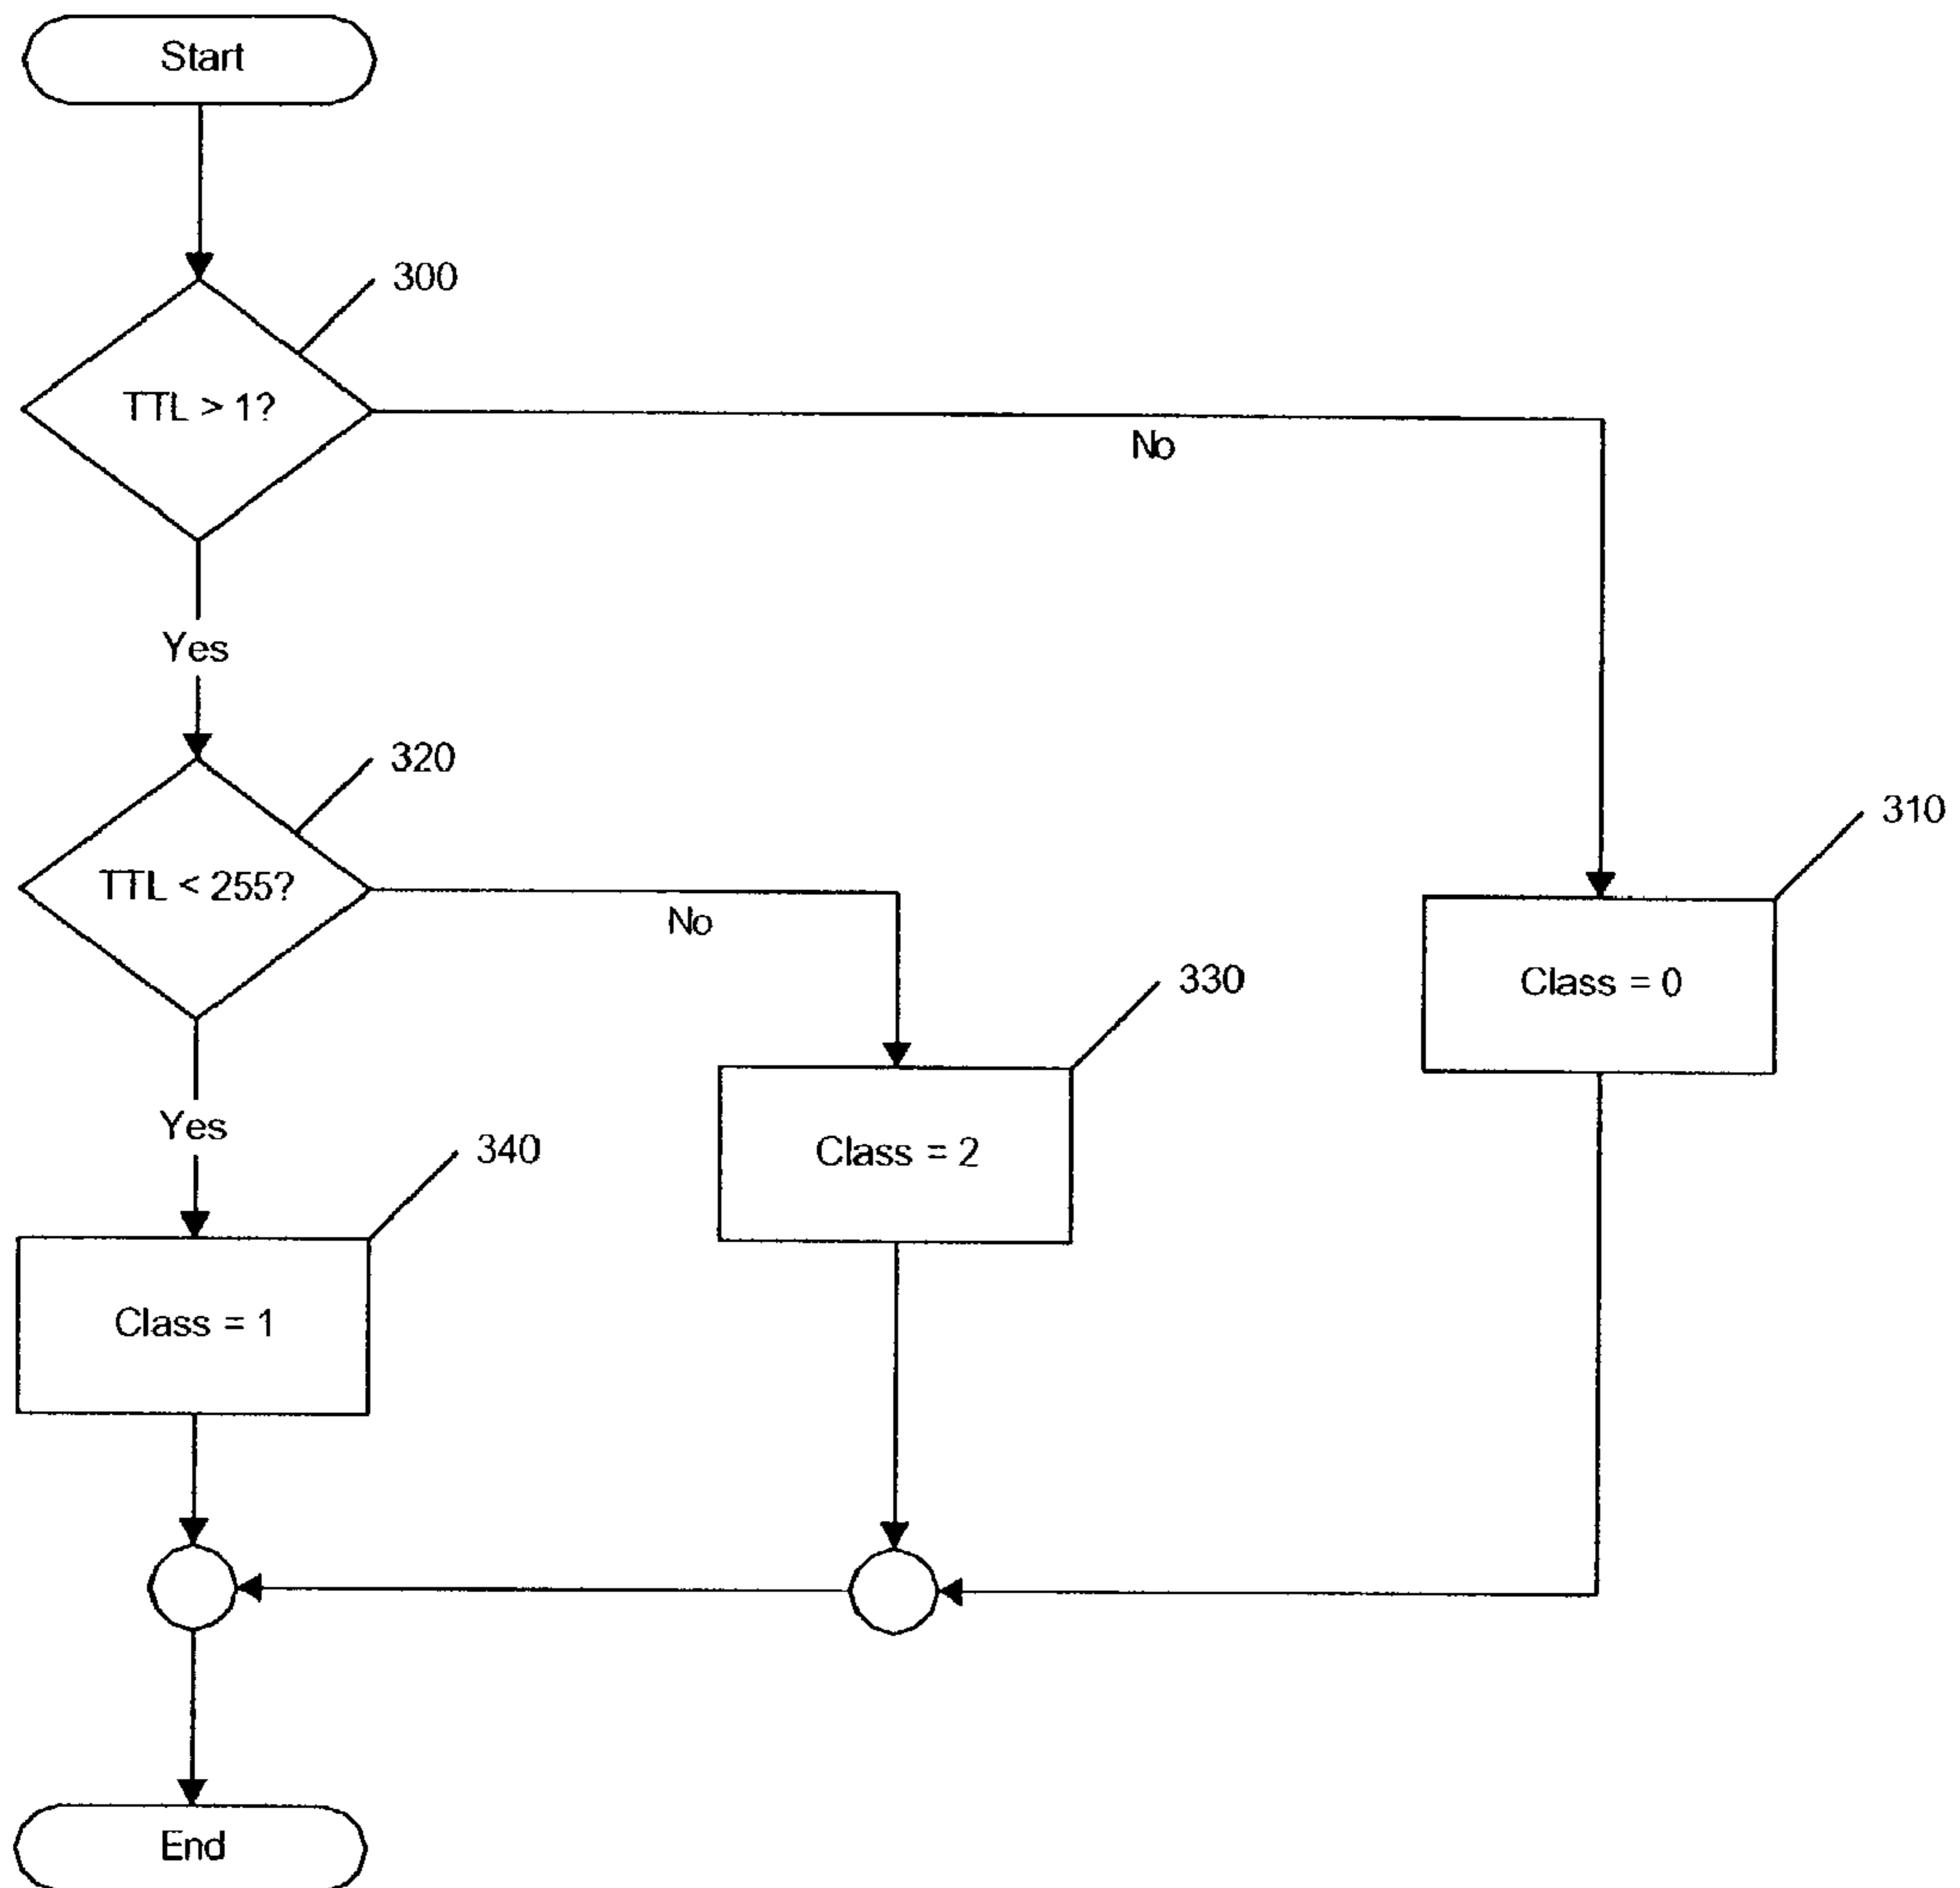 Start
300
TTL > 1?
No
Yes
320
TTL < 255?
No
310
Class = 0
330
Class = 2
Yes
340
Class = 1
End